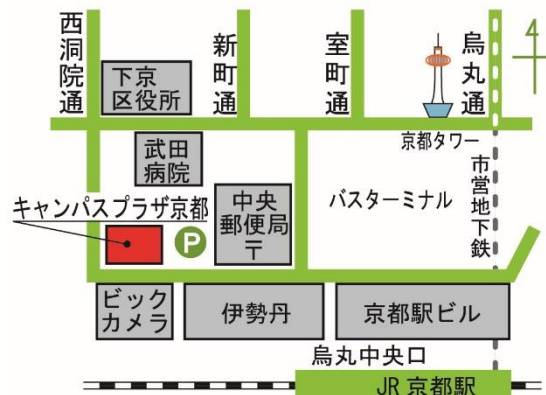 西洞院通
新町通
室町通
烏丸通
4
下京
区役所
京都タワー
武田
病院
市営地下鉄
キャンパスプラザ京都
P
中央
郵便局
〒
バスターミナル
ビック
カメラ
伊勢丹
京都駅ビル
烏丸中央口
JR 京都駅